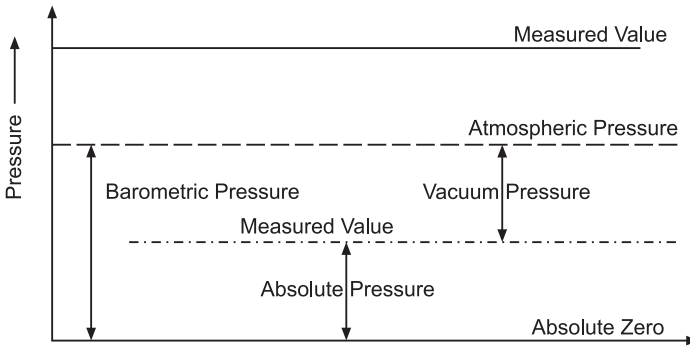 Measured Value
Atmospheric Pressure
Pressure
Barometric Pressure
Vacuum Pressure
Measured Value
Absolute Pressure
Absolute Zero